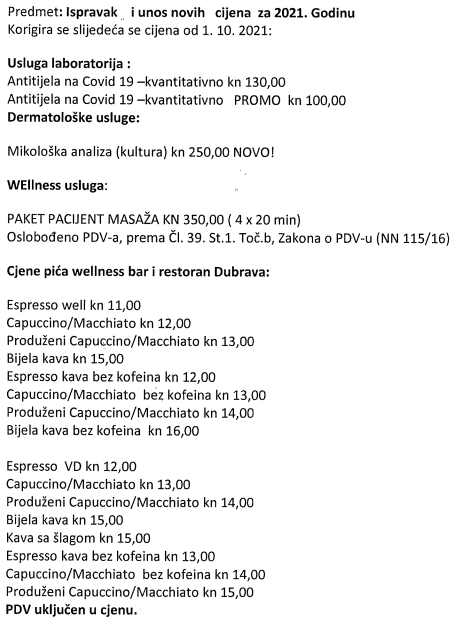 Predmet: Ispravak i unos novih cijena za 2021. Godinu
Korigira se slijedeća se cijena od 1. 10. 2021:
Usluga laboratorija :
Antitijela na Covid 19 –kvantitativno kn 130,00
Antitijela na Covid 19 –kvantitativno PROMO kn 100,00
Dermatološke usluge:
Mikološka analiza (kultura) kn 250,00 NOVO!
WEllness usluga:
PAKET PACIJENT MASAŽA KN 350,00 ( 4 x 20 min)
Oslobođeno PDV-a, prema Čl. 39. St.1. Toč.b, Zakona o PDV-u (NN 115/16)
Cjene pića wellness bar i restoran Dubrava:
Espresso well kn 11,00
Capuccino/Macchiato kn 12,00
Produženi Capuccino/Macchiato kn 13,00
Bijela kava kn 15,00
Espresso kava bez kofeina kn 12,00
Capuccino/Macchiato bez kofeina kn 13,00
Produženi Capuccino/Macchiato kn 14,00
Bijela kava bez kofeina kn 16,00
Espresso VD kn 12,00
Capuccino/Macchiato kn 13,00
Produženi Capuccino/Macchiato kn 14,00
Bijela kava kn 15,00
Kava sa šlagom kn 15,00
Espresso kava bez kofeina kn 13,00
Capuccino/Macchiato bez kofeina kn 14,00
Produženi Capuccino/Macchiato kn 15,00
PDV uključen u cjenu.